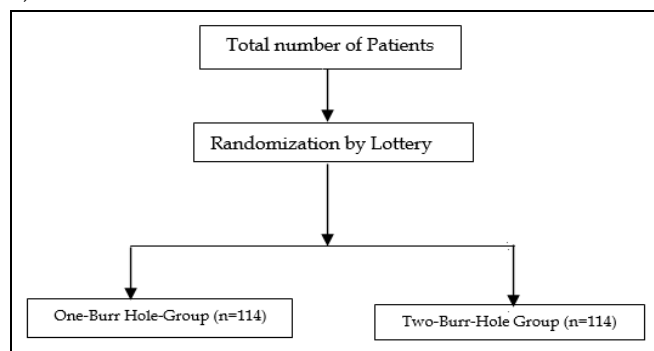 Total number of Patients
Randomization by Lottery
One-Burr Hole-Group (n=114)
Two-Burr-Hole Group (n=114)